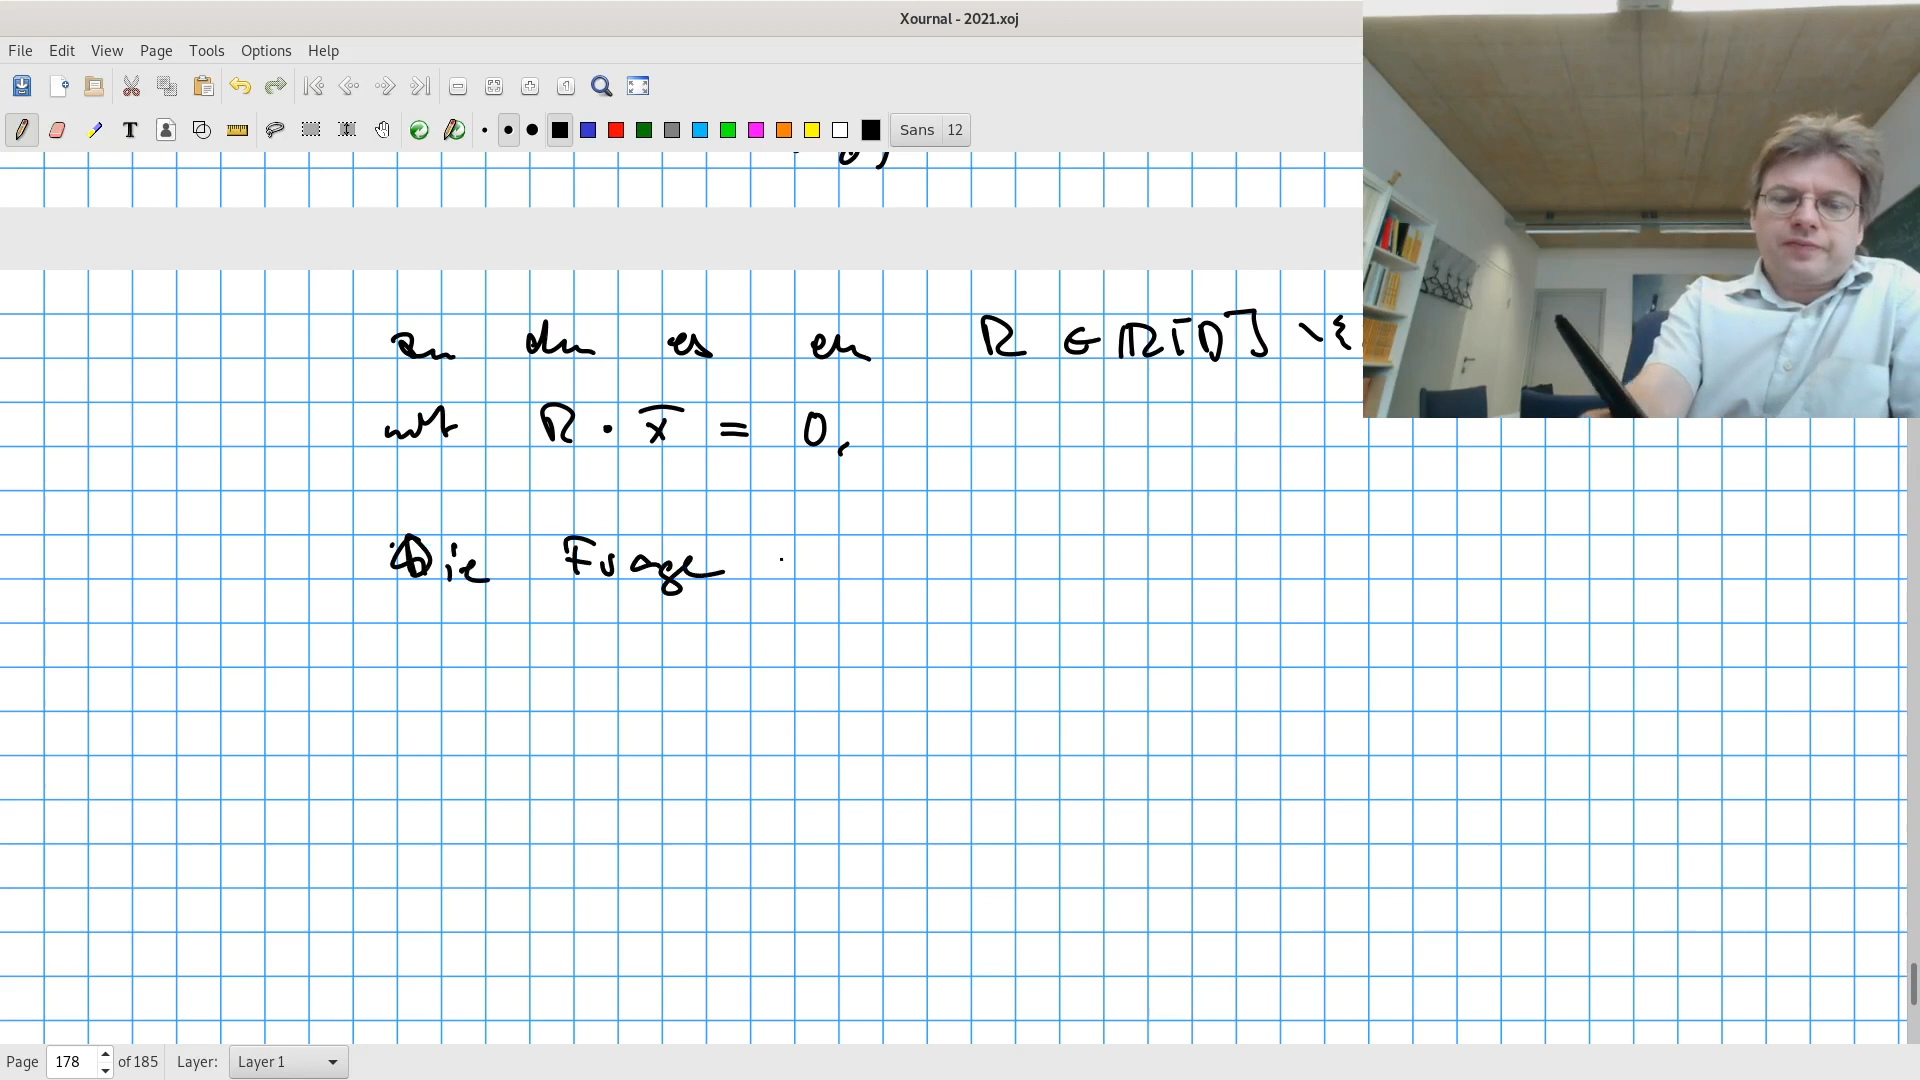 Xournal - 2021.xoj
File Edit View Page Tools Options Help
Sans 12
zu dem es ein R ∈ ℝ[D] \ {
mit R · x̄ = 0.
Die Frage
Page 178 of 185 Layer: Layer 1